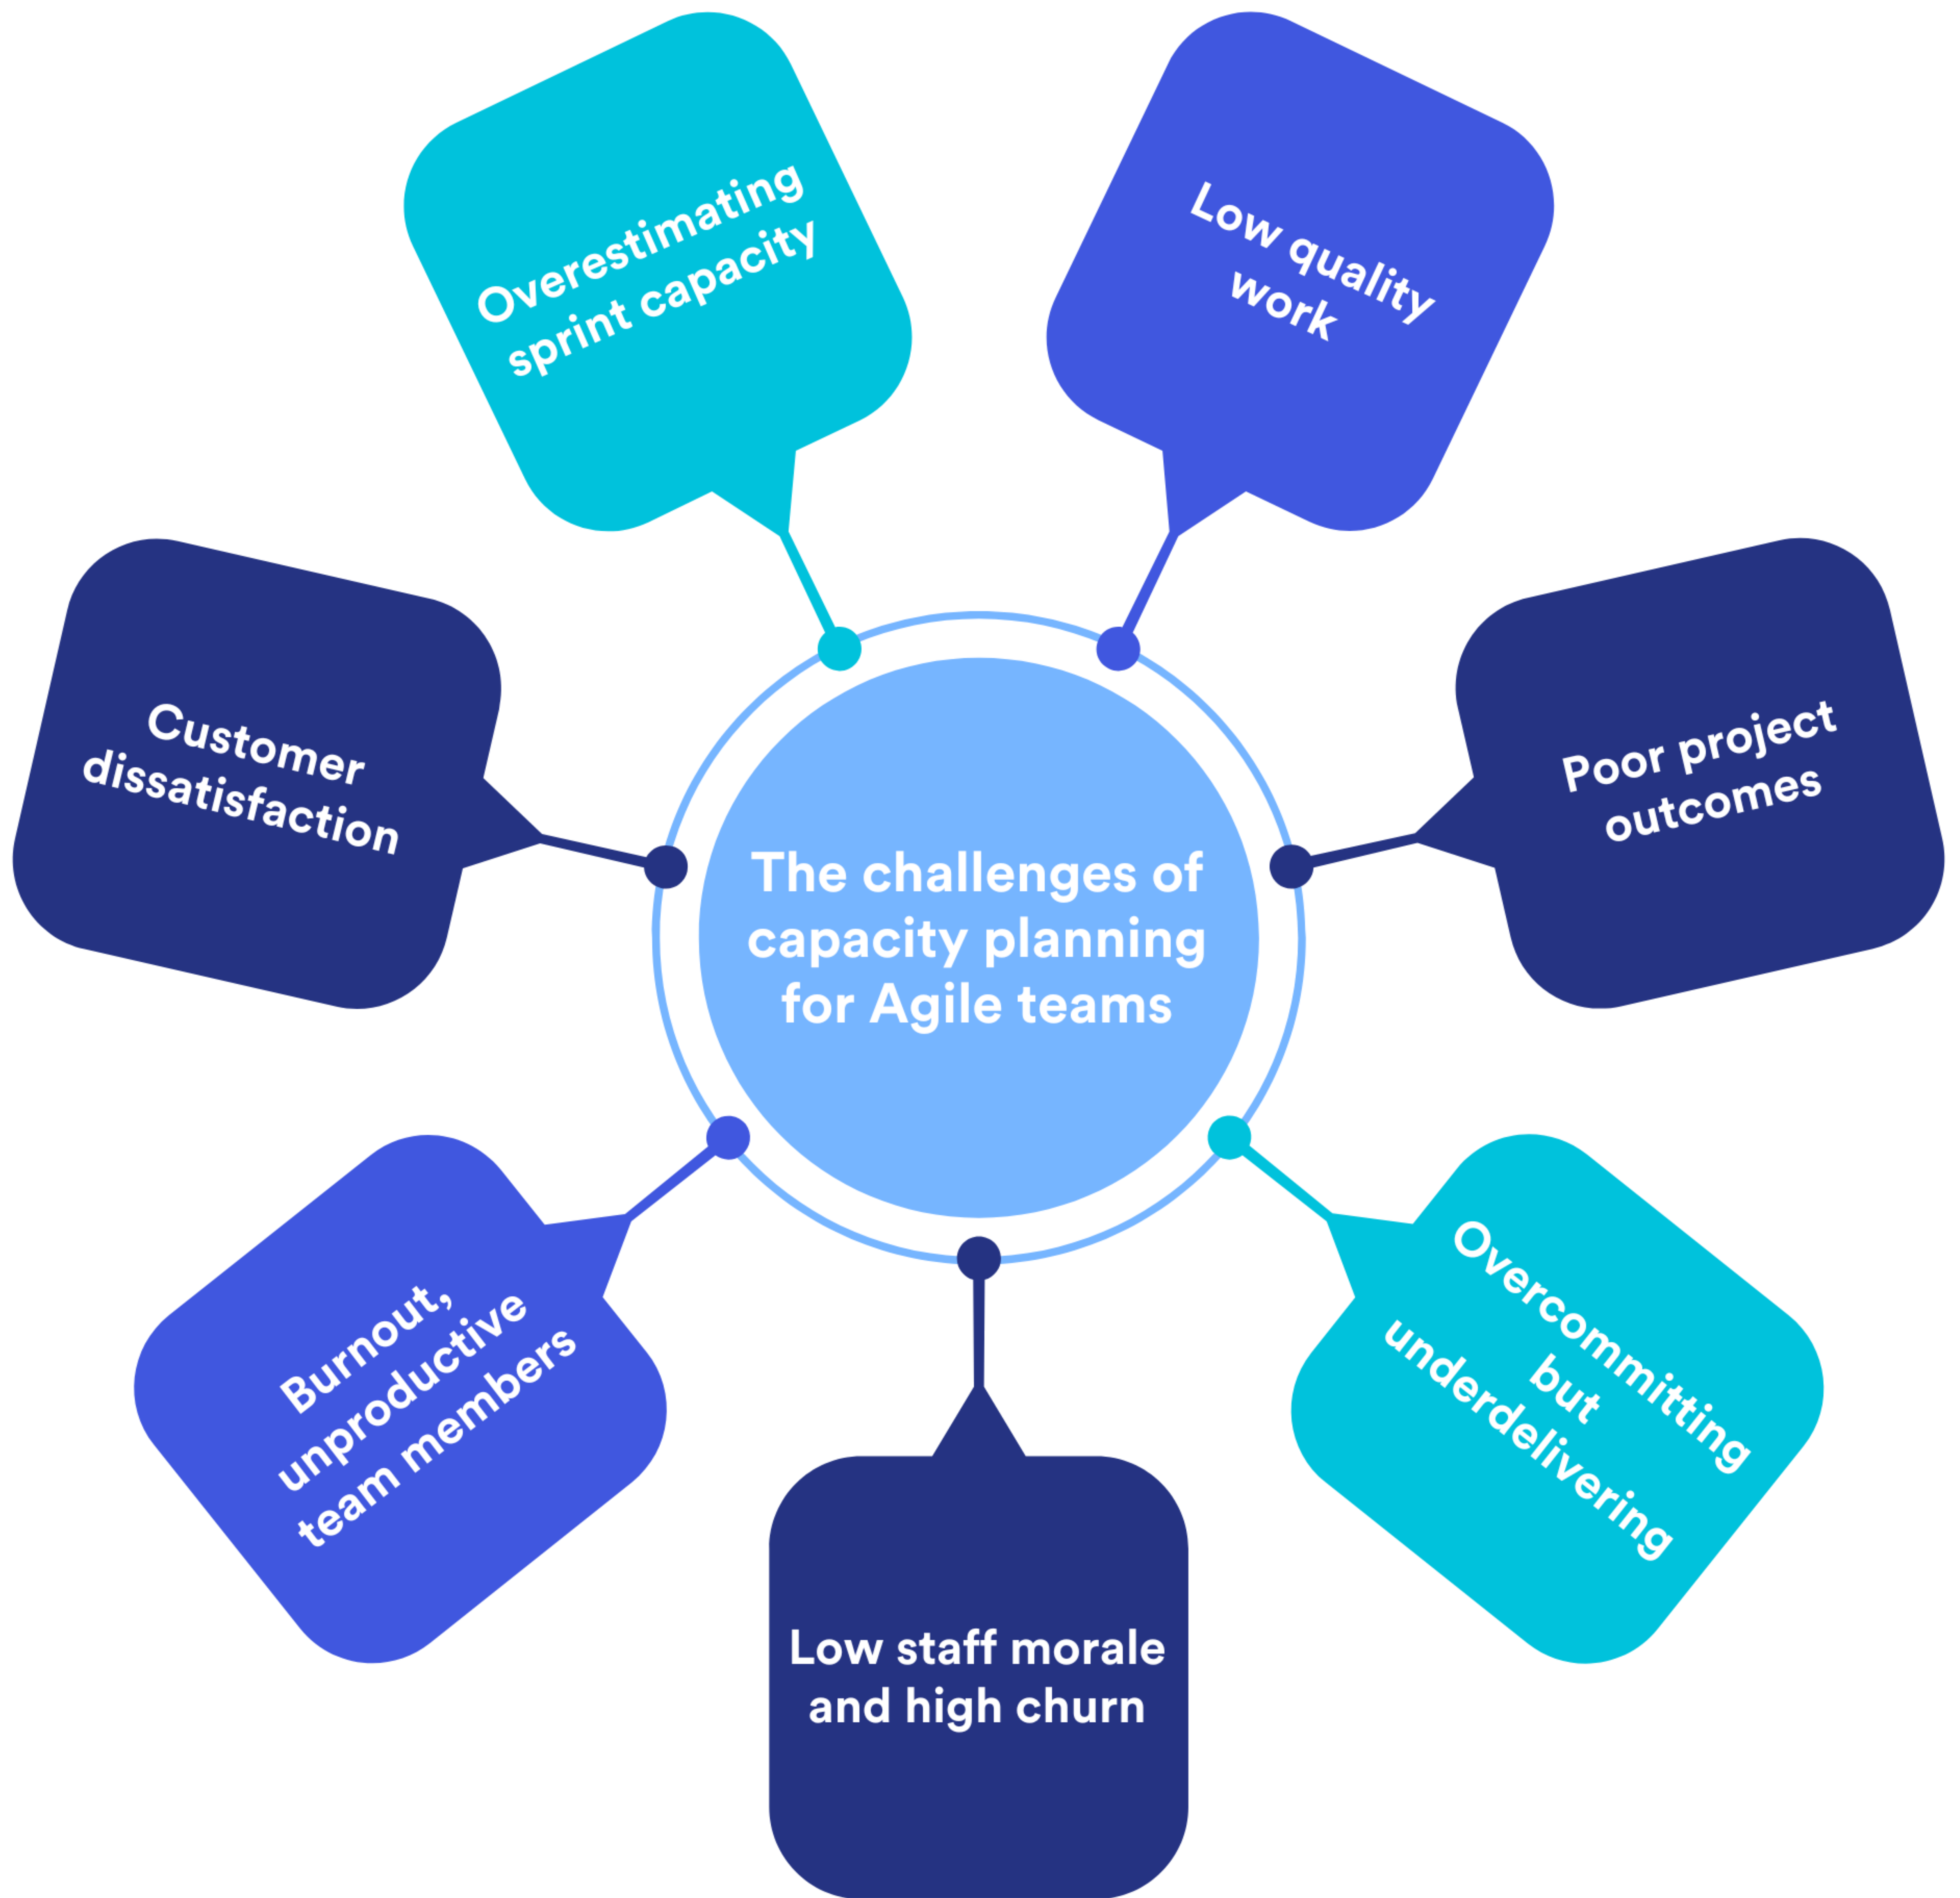 Overestimating
sprint capacity
Low quality
work
Customer
dissatisfaction
Poor project
outcomes
The challenges of
capacity planning
for Agile teams
Burnout,
unproductive
team members
Overcommitting
but
underdelivering
Low staff morale
and high churn